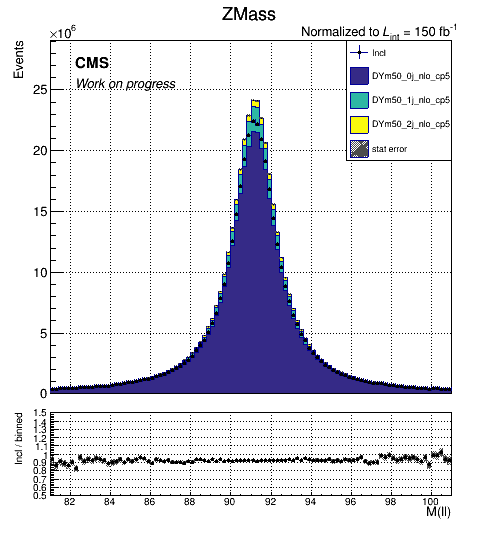 ZMass
×10⁶
Normalized to L_int = 150 fb⁻¹
Events
CMS
Work on progress
Incl
DYm50_0j_nlo_cp5
DYm50_1j_nlo_cp5
DYm50_2j_nlo_cp5
stat error
25
20
15
10
5
0
Incl / binned
1.5
1.4
1.3
1.2
1.1
1
0.9
0.8
0.7
0.6
0.5
82 84 86 88 90 92 94 96 98 100
M(ll)